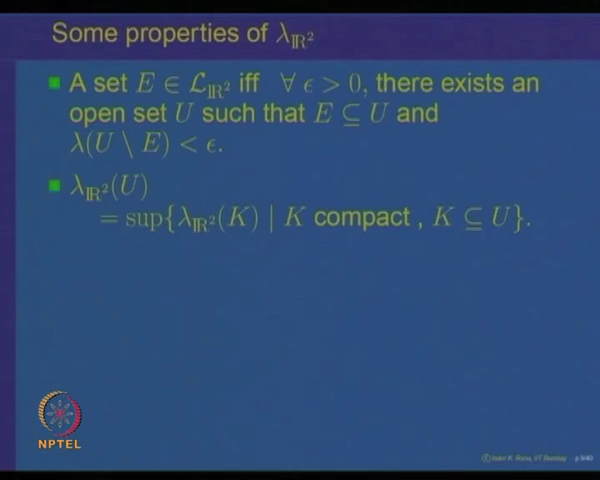 Some properties of λ_ℝ²
A set E ∈ 𝓛_ℝ² iff ∀ ϵ > 0, there exists an
open set U such that E ⊆ U and
λ(U \ E) < ϵ.
λ_ℝ²(U)
= sup{λ_ℝ²(K) | K compact , K ⊆ U}.
NPTEL